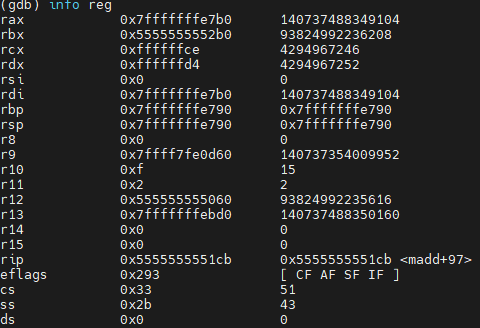 (gdb) info reg
rax 0x7fffffffe7b0 140737488349104
rbx 0x5555555552b0 93824992236208
rcx 0xffffffce 4294967246
rdx 0xffffffd4 4294967252
rsi 0x0 0
rdi 0x7fffffffe7b0 140737488349104
rbp 0x7fffffffe790 0x7fffffffe790
rsp 0x7fffffffe790 0x7fffffffe790
r8 0x0 0
r9 0x7ffff7fe0d60 140737354009952
r10 0xf 15
r11 0x2 2
r12 0x555555555060 93824992235616
r13 0x7fffffffebd0 140737488350160
r14 0x0 0
r15 0x0 0
rip 0x5555555551cb 0x5555555551cb <madd+97>
eflags 0x293 [ CF AF SF IF ]
cs 0x33 51
ss 0x2b 43
ds 0x0 0